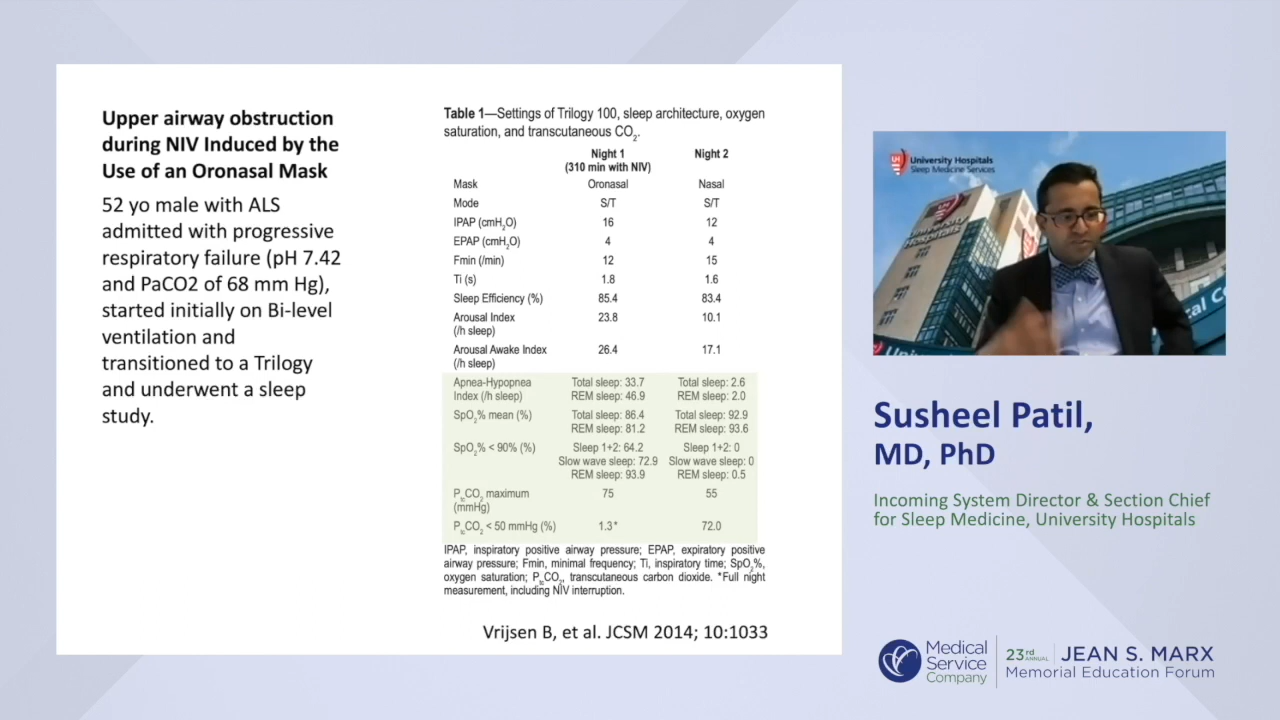 Upper airway obstruction
during NIV Induced by the
Use of an Oronasal Mask
52 yo male with ALS
admitted with progressive
respiratory failure (pH 7.42
and PaCO2 of 68 mm Hg),
started initially on Bi-level
ventilation and
transitioned to a Trilogy
and underwent a sleep
study.
Table 1—Settings of Trilogy 100, sleep architecture, oxygen
saturation, and transcutaneous CO2.
Night 1 Night 2
(310 min with NIV)
Mask Oronasal Nasal
Mode S/T S/T
IPAP (cmH2O) 16 12
EPAP (cmH2O) 4 4
Fmin (/min) 12 15
Ti (s) 1.8 1.6
Sleep Efficiency (%) 85.4 83.4
Arousal Index 23.8 10.1
(/h sleep)
Arousal Awake Index 26.4 17.1
(/h sleep)
Apnea-Hypopnea Total sleep: 33.7 Total sleep: 2.6
Index (/h sleep) REM sleep: 46.9 REM sleep: 2.0
SpO2% mean (%) Total sleep: 86.4 Total sleep: 92.9
REM sleep: 81.2 REM sleep: 93.6
SpO2% < 90% (%) Sleep 1+2: 64.2 Sleep 1+2: 0
Slow wave sleep: 72.9 Slow wave sleep: 0
REM sleep: 93.9 REM sleep: 0.5
PtcCO2 maximum 75 55
(mmHg)
PtcCO2 < 50 mmHg (%) 1.3* 72.0
IPAP, inspiratory positive airway pressure; EPAP, expiratory positive
airway pressure; Fmin, minimal frequency; Ti, inspiratory time; SpO2%,
oxygen saturation; PtcCO2, transcutaneous carbon dioxide. *Full night
measurement, including NIV interruption.
Vrijsen B, et al. JCSM 2014; 10:1033
UH
University Hospitals
Sleep Medicine Services
UH
University
Hospitals
University Hosp
al Ce
Susheel Patil,
MD, PhD
Incoming System Director & Section Chief
for Sleep Medicine, University Hospitals
Medical
Service
Company
23rd ANNUAL JEAN S. MARX
Memorial Education Forum